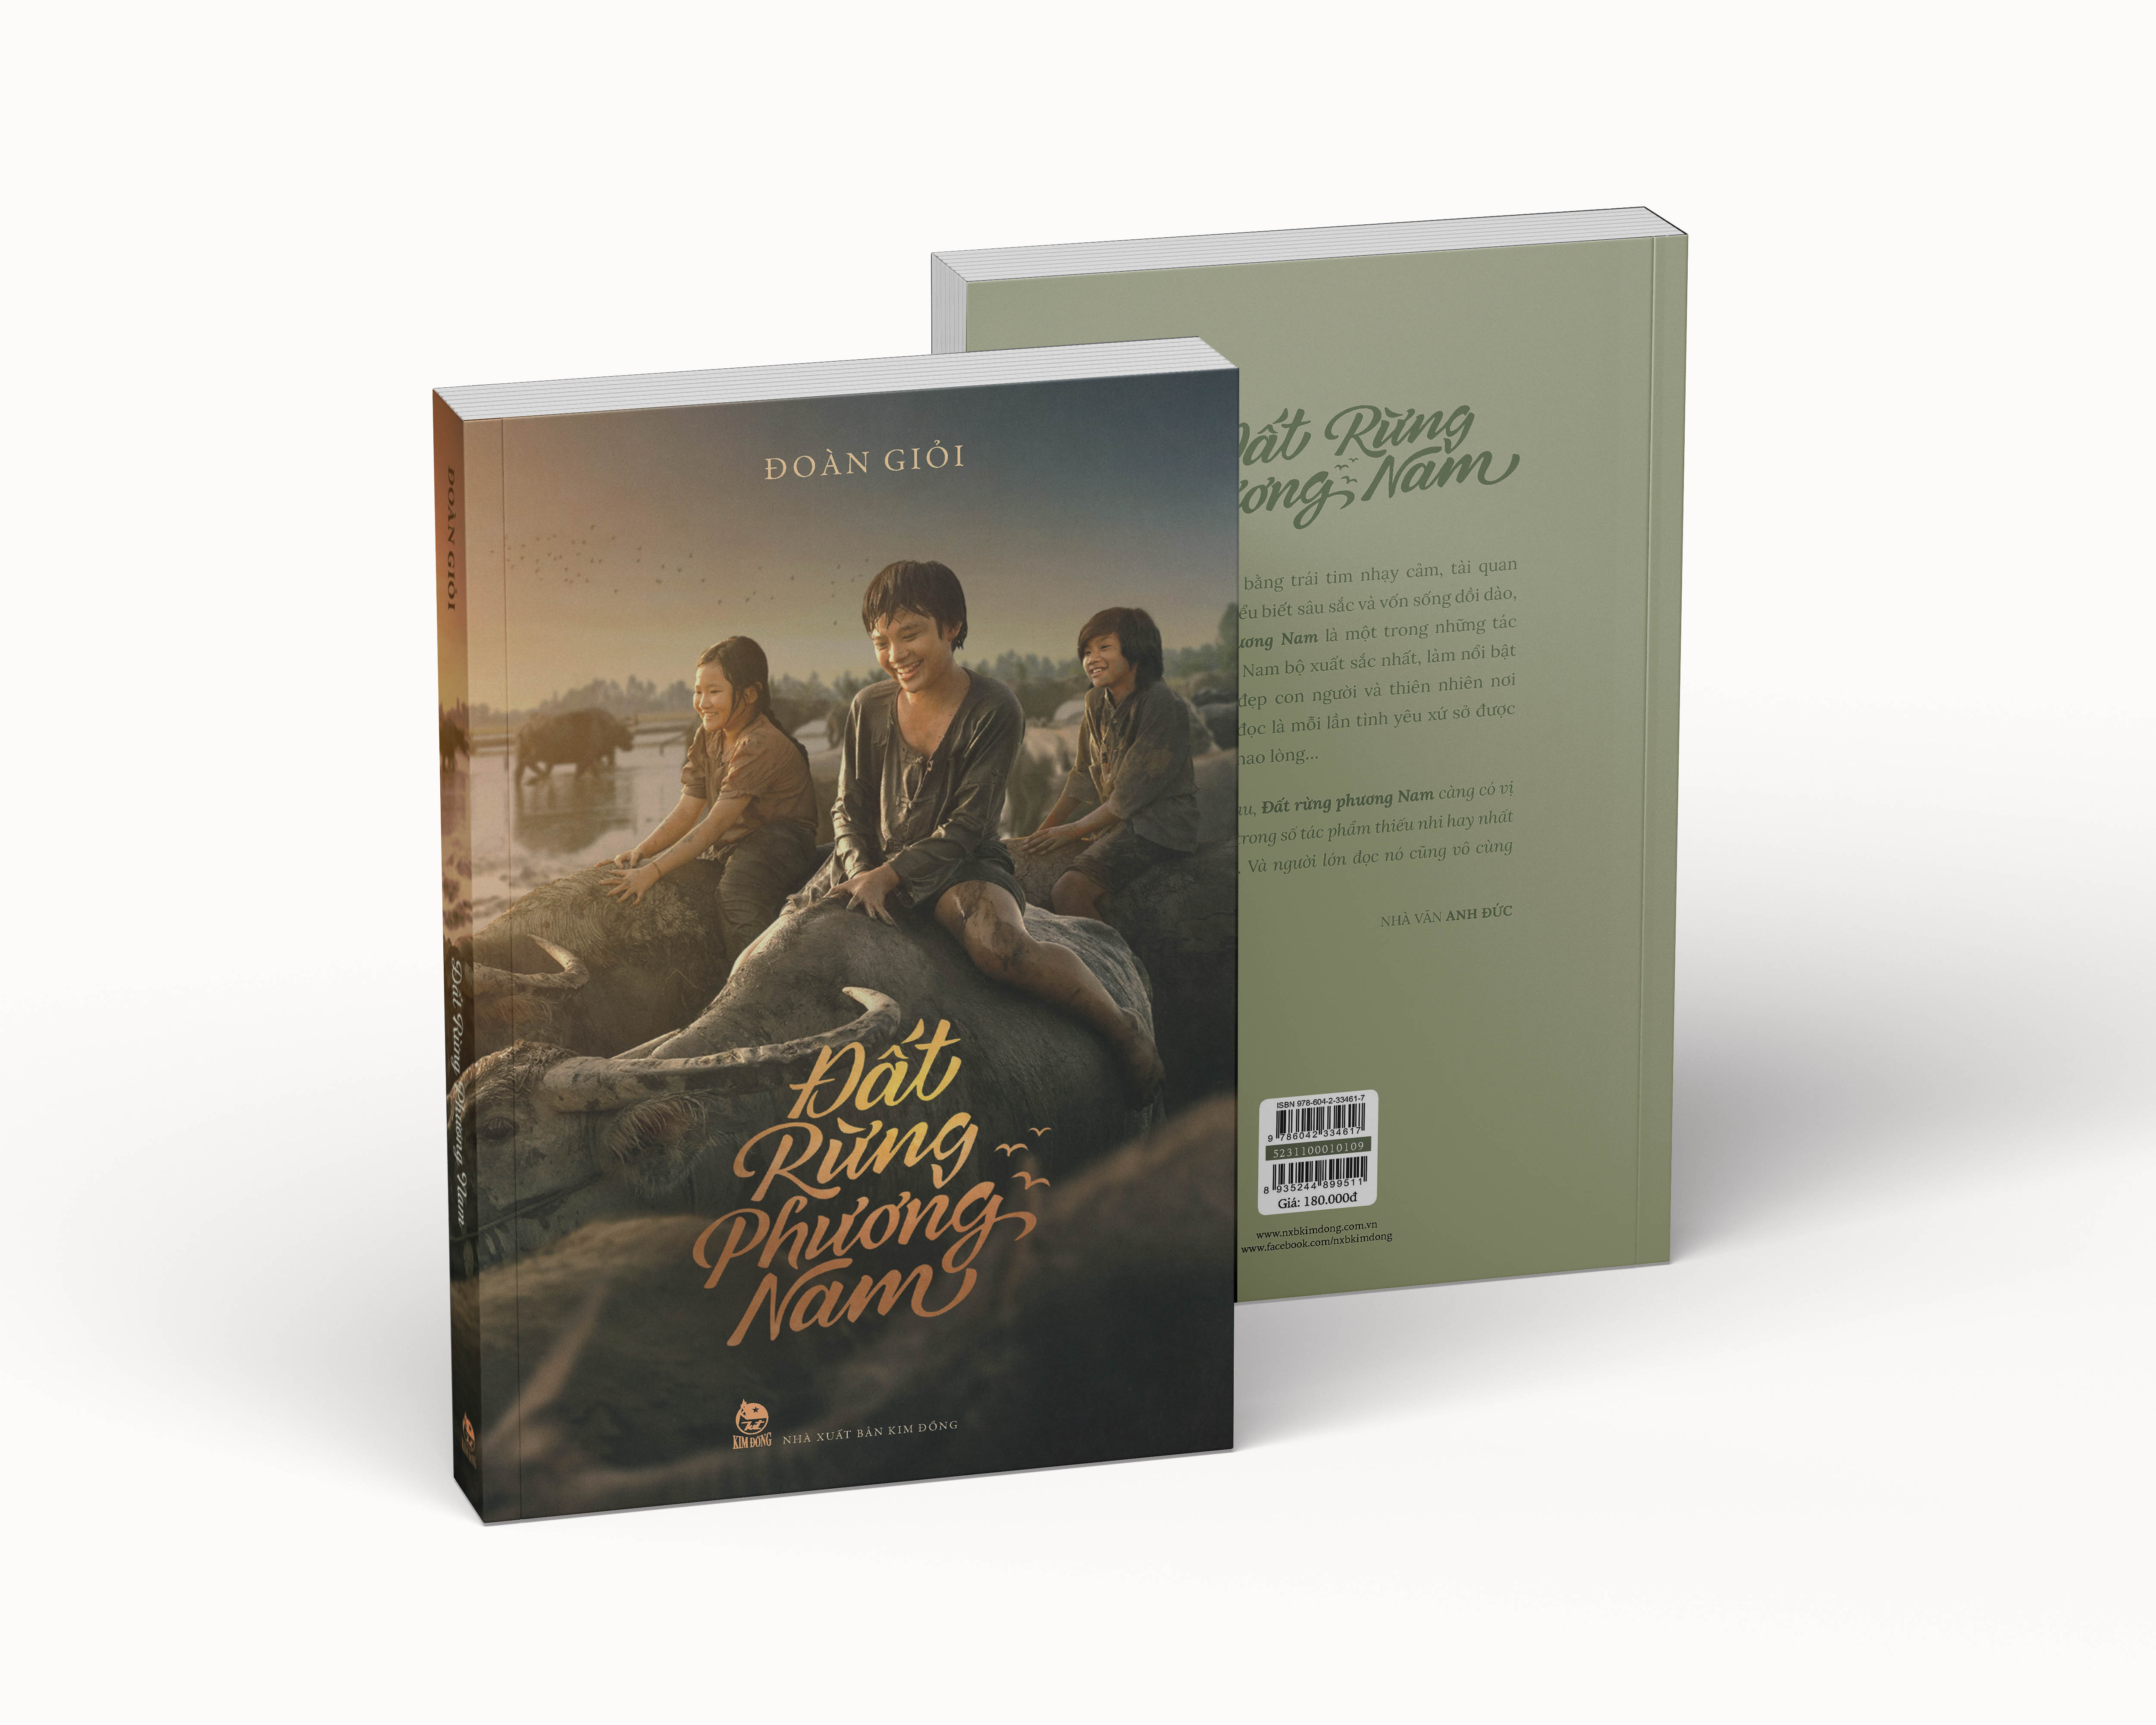 ĐOÀN GIỎI
Đất
Rừng
Phương
Nam
KIM ĐỒNG
NHÀ XUẤT BẢN KIM ĐỒNG
ĐOÀN GIỎI
Đất Rừng Phương Nam
Đất Rừng
Nam
bằng trái tim nhạy cảm, tài quan
biết sâu sắc và vốn sống dồi dào,
Nam là một trong những tác
Nam bộ xuất sắc nhất, làm nổi bật
đẹp con người và thiên nhiên nơi
đọc là mỗi lần tình yêu xứ sở được
lòng...
Đất rừng phương Nam càng có vị
trong số tác phẩm thiếu nhi hay nhất
Và người lớn đọc nó cũng vô cùng
NHÀ VĂN ANH ĐỨC
ISBN 978-604-2-33461-7
9 786042 334617
5231100010109
8 935244 899511
Giá: 180.000đ
www.nxbkimdong.com.vn
www.facebook.com/nxbkimdong